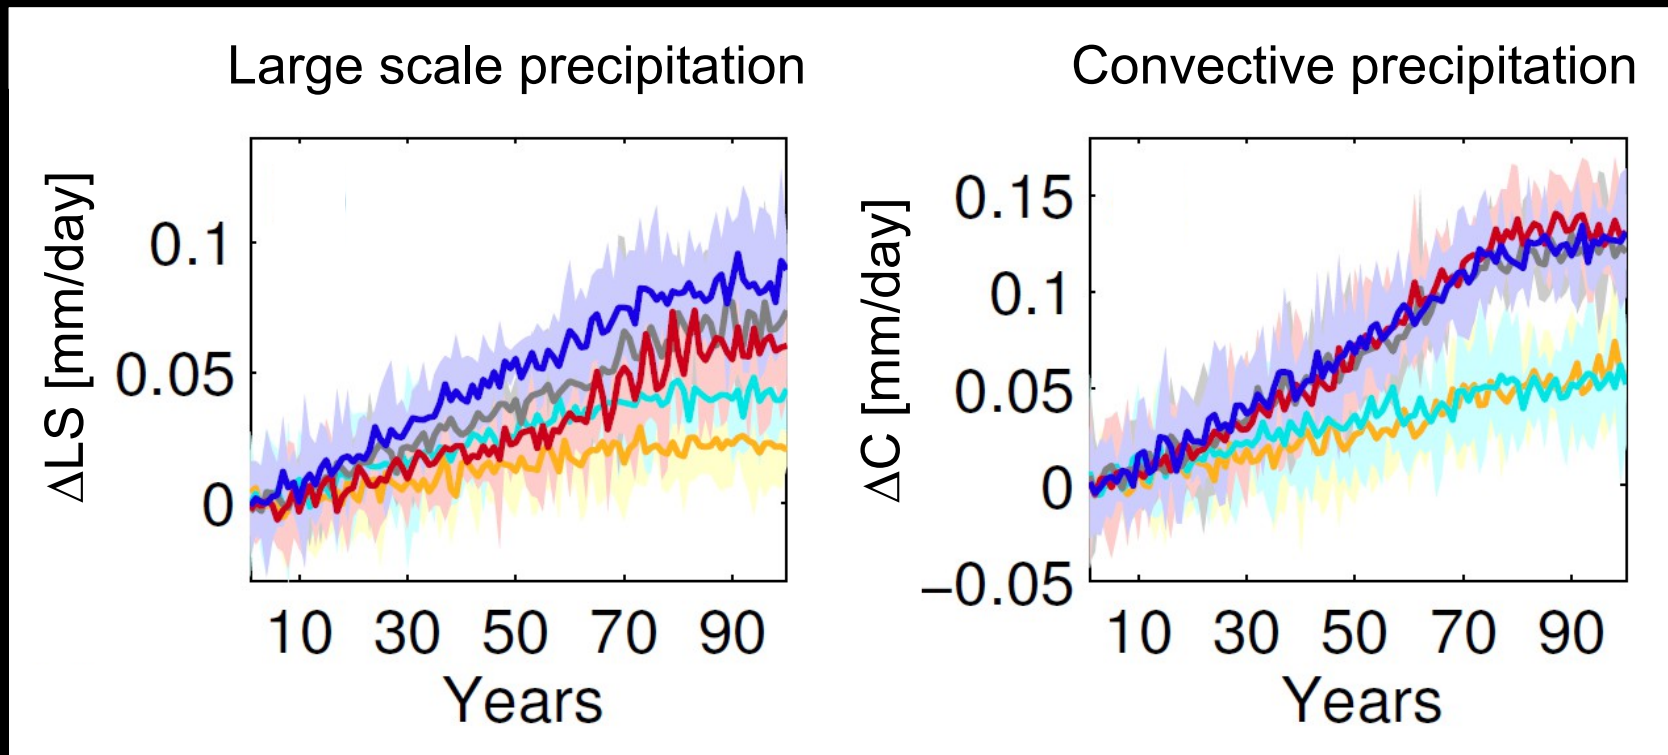 Large scale precipitation
ΔLS [mm/day]
0.1
0.05
0
10 30 50 70 90
Years
Convective precipitation
ΔC [mm/day]
0.15
0.1
0.05
0
−0.05
10 30 50 70 90
Years